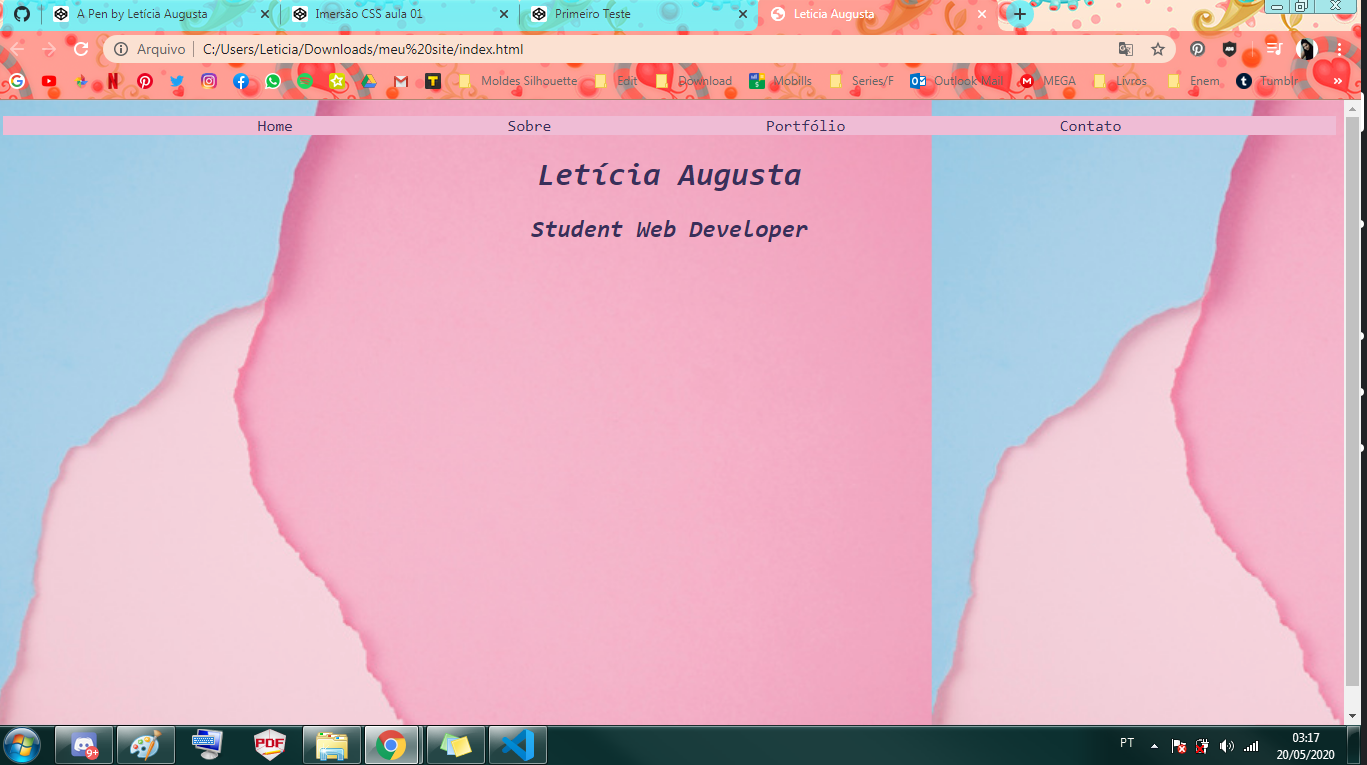 A Pen by Letícia Augusta
Imersão CSS aula 01
Primeiro Teste
Leticia Augusta
Arquivo C:/Users/Leticia/Downloads/meu%20site/index.html
Moldes Silhouette Edit Download Mobills Series/F Outlook Mail MEGA Livros Enem Tumblr »
Home Sobre Portfólio Contato
Letícia Augusta
Student Web Developer
9+ PDF PT 03:17
20/05/2020